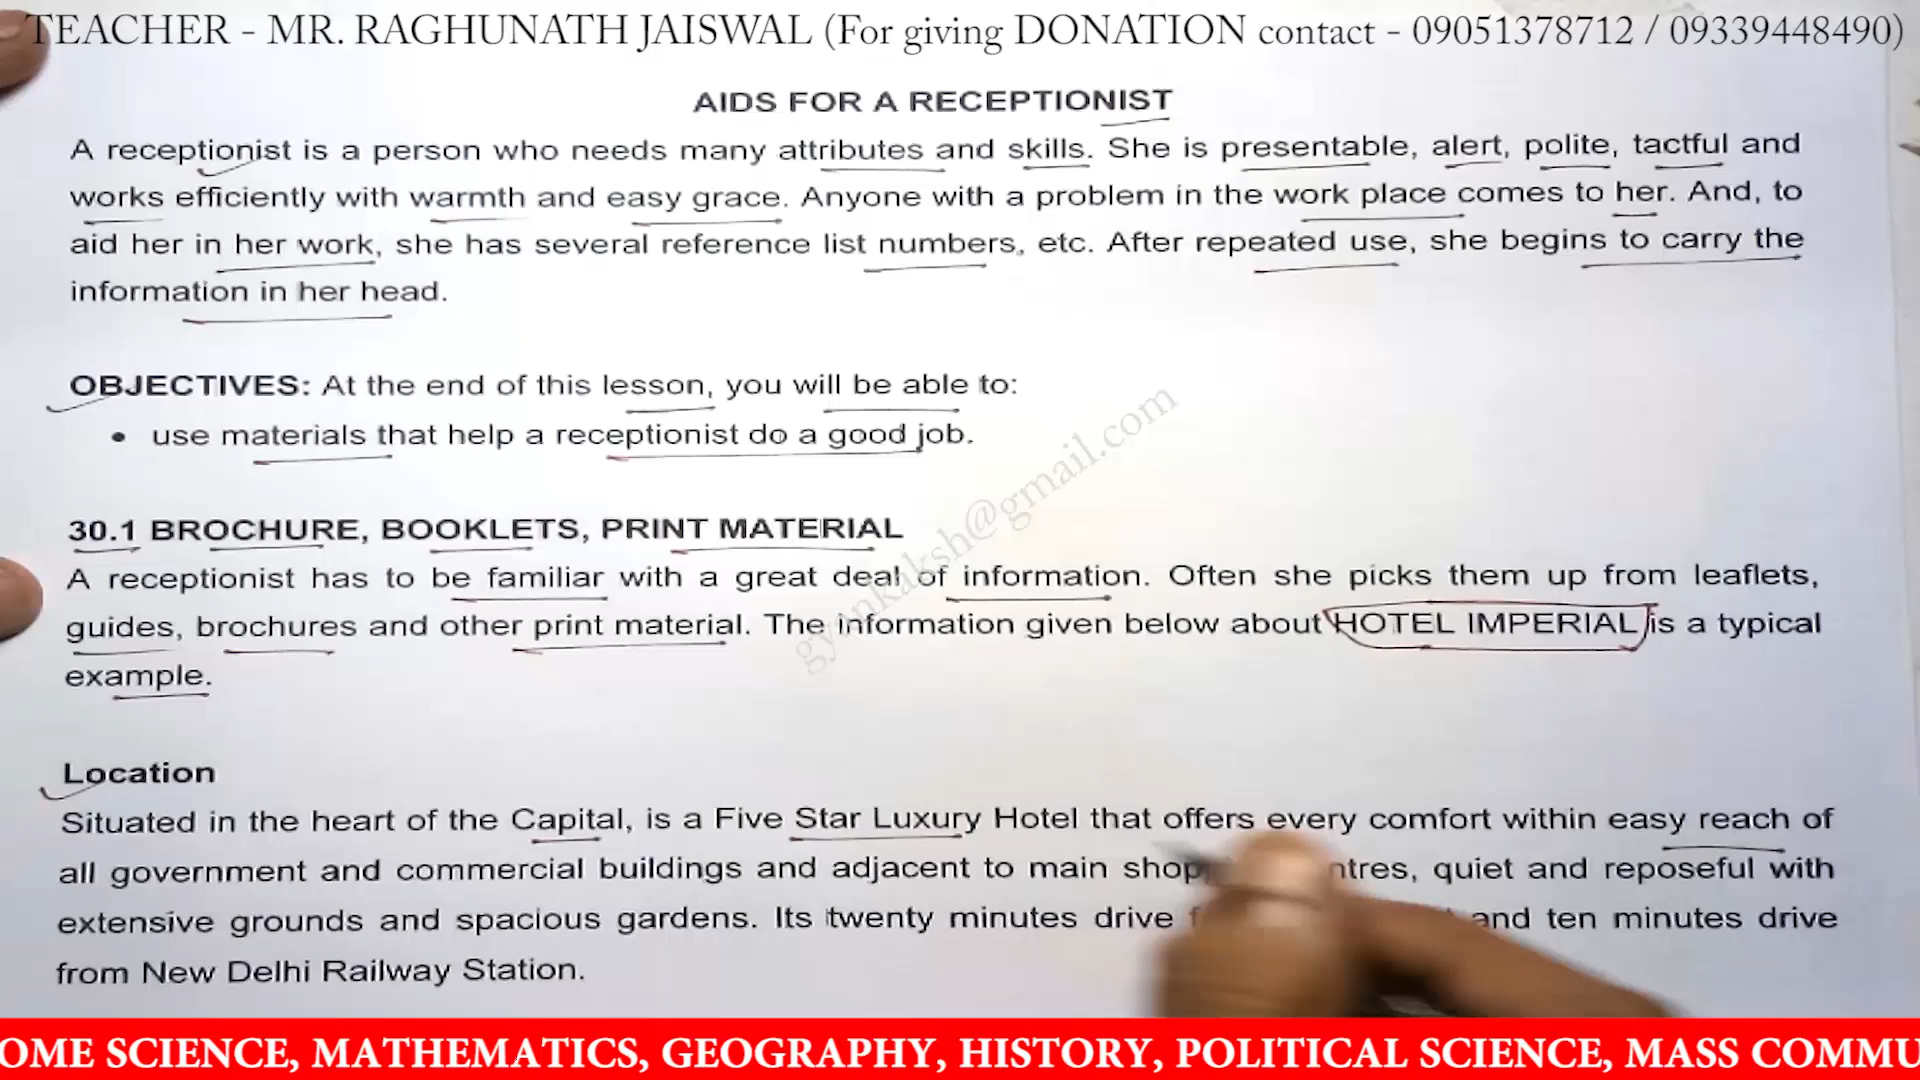 TEACHER - MR. RAGHUNATH JAISWAL (For giving DONATION contact - 09051378712 / 09339448490)
AIDS FOR A RECEPTIONIST
A receptionist is a person who needs many attributes and skills. She is presentable, alert, polite, tactful and
works efficiently with warmth and easy grace. Anyone with a problem in the work place comes to her. And, to
aid her in her work, she has several reference list numbers, etc. After repeated use, she begins to carry the
information in her head.
OBJECTIVES: At the end of this lesson, you will be able to:
• use materials that help a receptionist do a good job.
30.1 BROCHURE, BOOKLETS, PRINT MATERIAL
A receptionist has to be familiar with a great deal of information. Often she picks them up from leaflets,
guides, brochures and other print material. The information given below about HOTEL IMPERIAL is a typical
example.
gyankaksh@gmail.com
Location
Situated in the heart of the Capital, is a Five Star Luxury Hotel that offers every comfort within easy reach of
all government and commercial buildings and adjacent to main quiet and reposeful with
extensive grounds and spacious gardens. Its twenty minutes drive and ten minutes drive
from New Delhi Railway Station.
OME SCIENCE, MATHEMATICS, GEOGRAPHY, HISTORY, POLITICAL SCIENCE, MASS COMMU